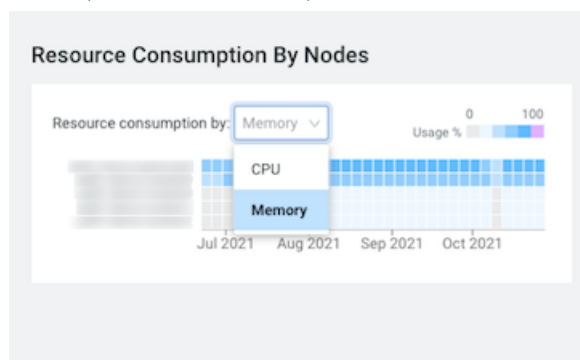 Resource Consumption By Nodes
Resource consumption by: Memory
0 100
Usage %
CPU
Memory
Jul 2021 Aug 2021 Sep 2021 Oct 2021